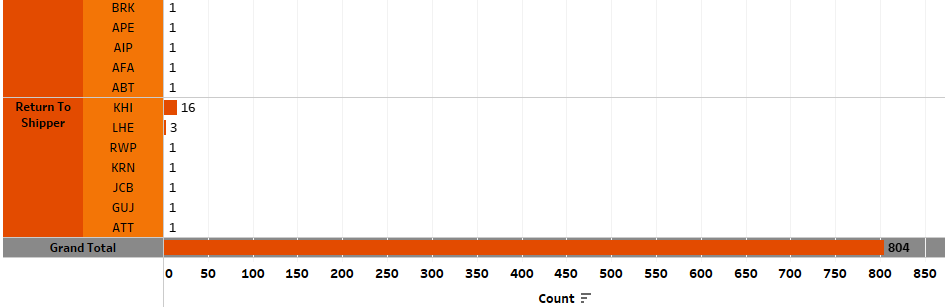 BRK 1
APE 1
AIP 1
AFA 1
ABT 1
Return To
Shipper
KHI 16
LHE 3
RWP 1
KRN 1
JCB 1
GUJ 1
ATT 1
Grand Total 804
0 50 100 150 200 250 300 350 400 450 500 550 600 650 700 750 800 850
Count